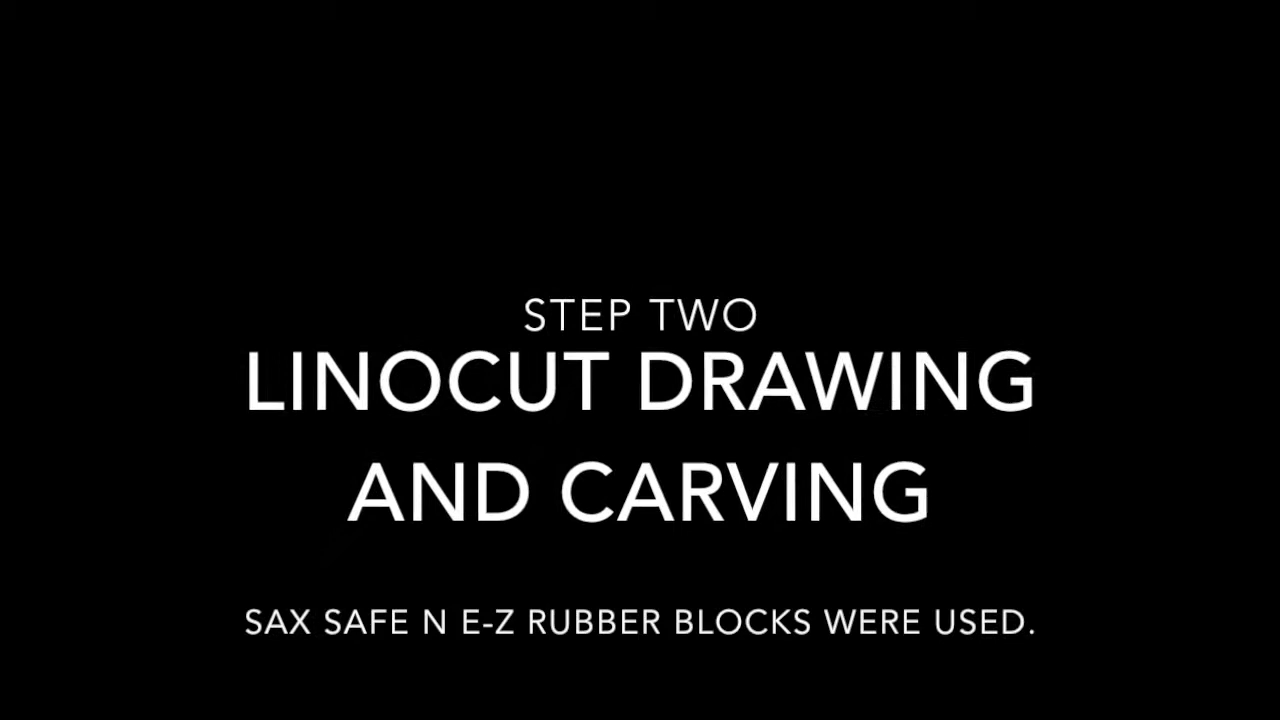 STEP TWO
LINOCUT DRAWING
AND CARVING
SAX SAFE N E-Z RUBBER BLOCKS WERE USED.